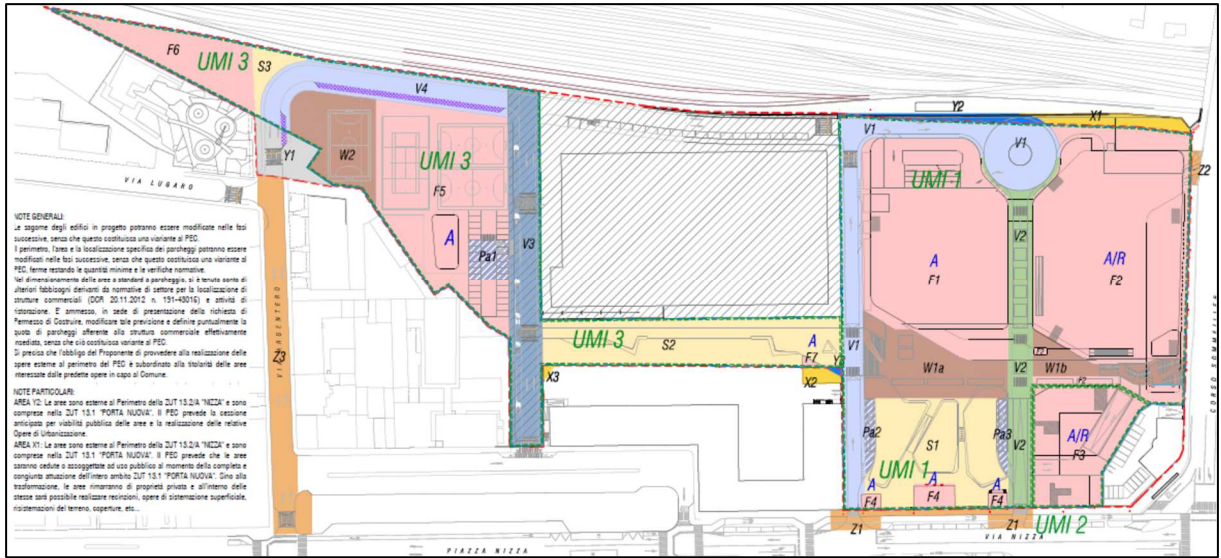 F6
UMI 3
S3
V4
Y2
X1
V1
V1
Z2
Y1
W2
UMI 3
F5
UMI 1
V2
A
Pa1
V3
A/R
F1
F2
VIA LUGARO
NOTE GENERALI:
Le sagome degli edifici in progetto potranno essere modificate nelle fasi
successive, senza che questo costituisca una variante al PEC.
Il perimetro, l'area e la localizzazione specifica dei parcheggi potranno essere
modificati nelle fasi successive, senza che questo costituisca una variante al
PEC, ferme restando le quantità minime e le verifiche normative.
Nel dimensionamento delle aree a standard a parcheggio, si è tenuto conto di
ulteriori fabbisogni derivanti da normative di settore per la localizzazione di
strutture commerciali (DCR 20.11.2012 n. 191-43016) e attività di
ristorazione. E' ammesso, in sede di presentazione della richiesta di
Permesso di Costruire, modificare tale previsione e definire puntualmente la
quota di parcheggi afferente alla struttura commerciale effettivamente
insediata, senza che ciò costituisca variante al PEC.
Si precisa che l'obbligo del Proponente di provvedere alla realizzazione delle
opere esterne al perimetro del PEC è subordinato alla titolarità delle aree
interessate dalle predette opere in capo al Comune.
NOTE PARTICOLARI:
AREA Y2: Le aree sono esterne al Perimetro della ZUT 13.2/A "NIZZA" e sono
comprese nella ZUT 13.1 "PORTA NUOVA". Il PEC prevede la cessione
anticipata per viabilità pubblica delle aree e la realizzazione delle relative
Opere di Urbanizzazione.
AREA X1: Le aree sono esterne al Perimetro della ZUT 13.2/A "NIZZA" e sono
comprese nella ZUT 13.1 "PORTA NUOVA". Il PEC prevede che le aree
saranno cedute o assoggettate ad uso pubblico al momento della completa e
congiunta attuazione dell'intero ambito ZUT 13.1 "PORTA NUOVA". Sino alla
trasformazione, le aree rimarranno di proprietà privata e all'interno delle
stesse sarà possibile realizzare recinzioni, opere di sistemazione superficiale,
risistemazioni del terreno, coperture, etc...
VIA ARGENTERO
Z3
UMI 3
S2
A
F7
Y
X3
X2
V1
W1a
V2
W1b
CORSO SOMMEILLER
Pa2
S1
Pa3
V2
A/R
F3
UMI 1
A
A
A
F4
F4
F4
Z1
Z1
UMI 2
VIA NIZZA
PIAZZA NIZZA